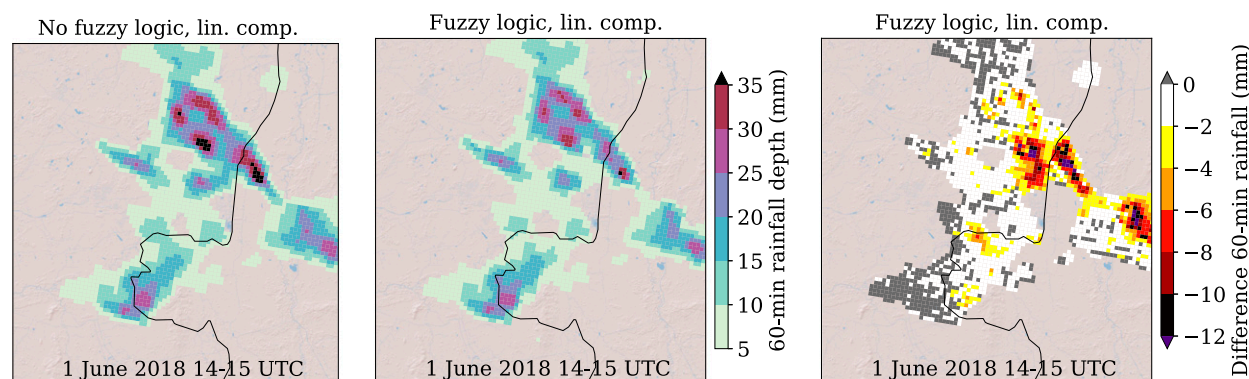 No fuzzy logic, lin. comp.
1 June 2018 14-15 UTC
Fuzzy logic, lin. comp.
1 June 2018 14-15 UTC
35
30
25
20
15
10
5
60-min rainfall depth (mm)
Fuzzy logic, lin. comp.
1 June 2018 14-15 UTC
0
−2
−4
−6
−8
−10
−12
Difference 60-min rainfall (mm)